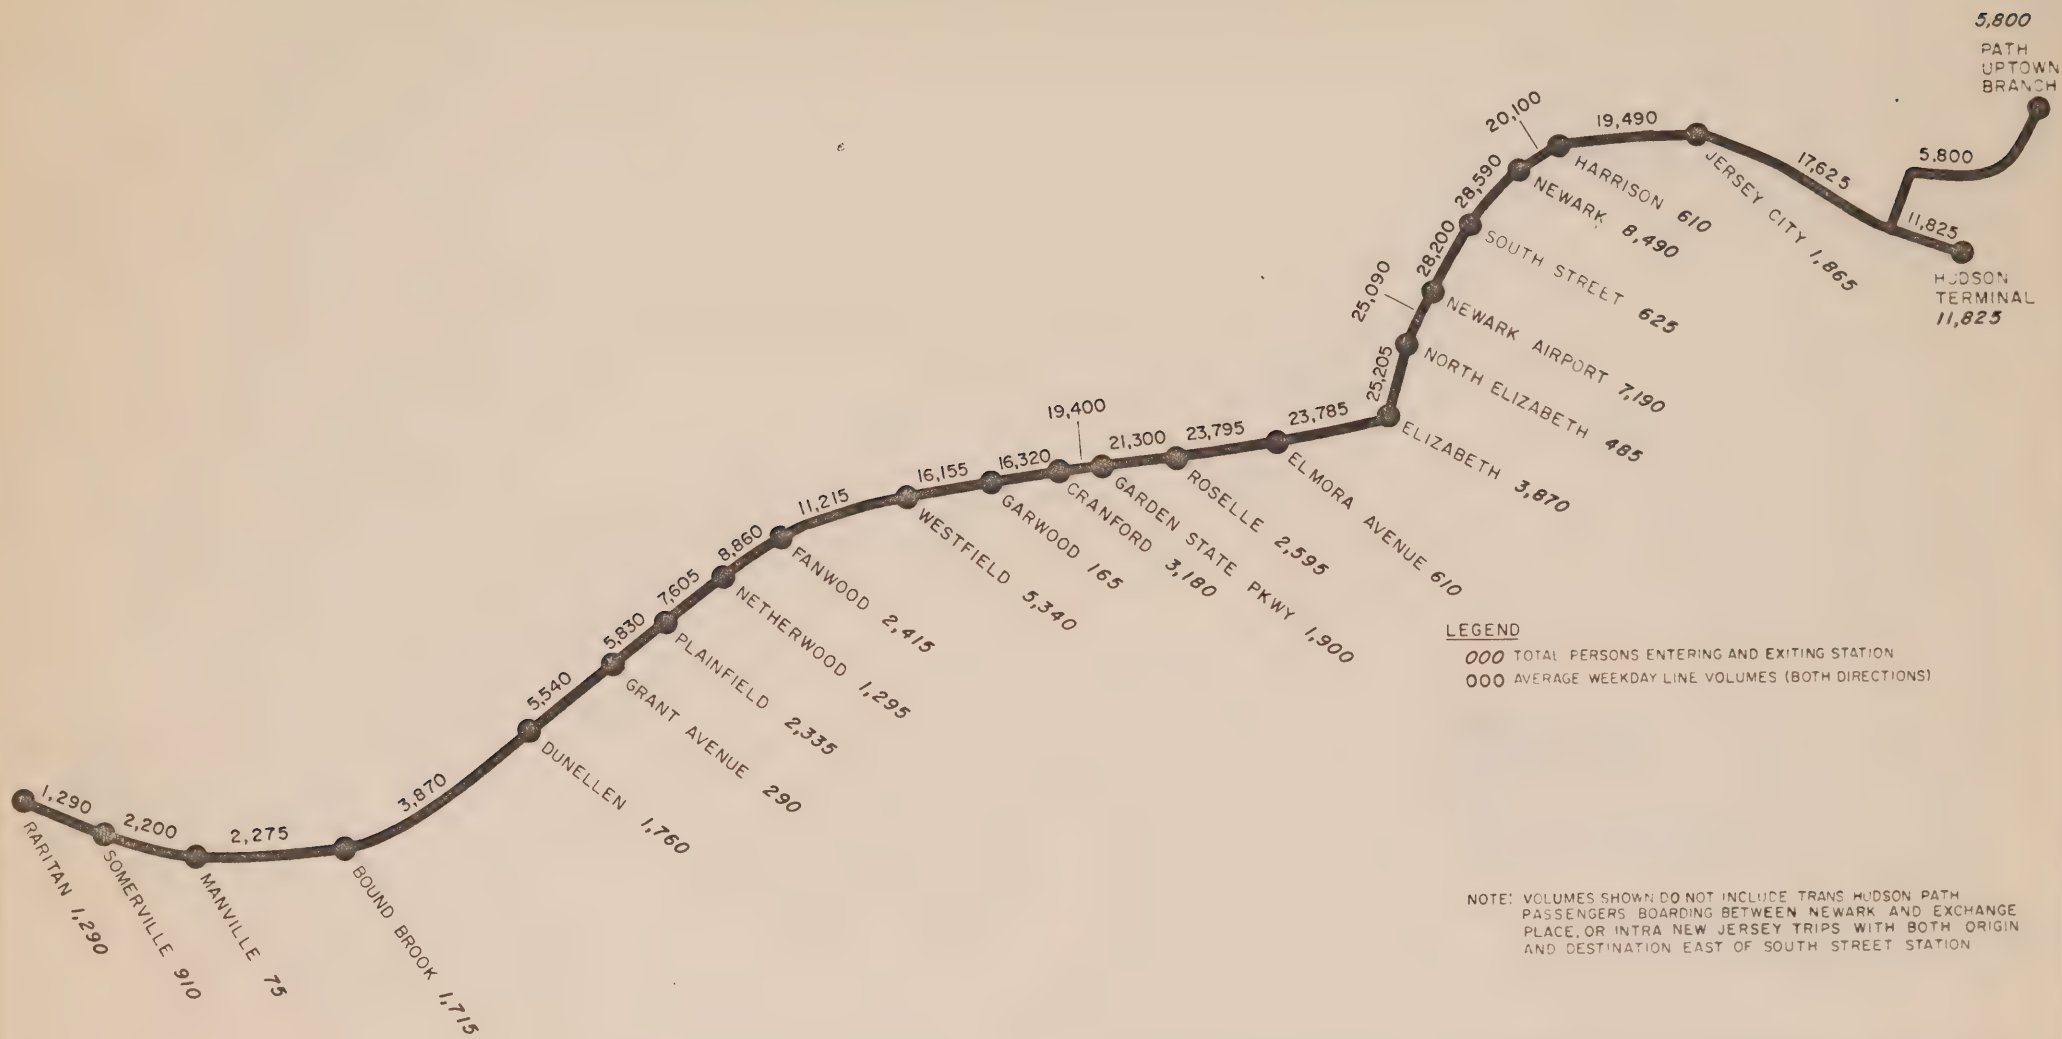 5,800
PATH
UPTOWN
BRANCH
5,800
11,825
HUDSON
TERMINAL
11,825
17,625
JERSEY CITY 1,865
19,490
HARRISON 610
20,100
NEWARK 8,490
28,590
SOUTH STREET 625
28,200
NEWARK AIRPORT 7,190
25,090
NORTH ELIZABETH 485
25,205
ELIZABETH 3,870
23,785
ELMORA AVENUE 610
23,795
ROSELLE 2,595
21,300
GARDEN STATE PKWY 1,900
19,400
CRANFORD 3,180
16,320
GARWOOD 165
16,155
WESTFIELD 5,340
11,215
FANWOOD 2,415
8,860
NETHERWOOD 1,295
7,605
PLAINFIELD 2,335
5,830
GRANT AVENUE 290
5,540
DUNELLEN 1,760
3,870
BOUND BROOK 1,715
2,275
MANVILLE 75
2,200
SOMERVILLE 910
1,290
RARITAN 1,290
LEGEND
000 TOTAL PERSONS ENTERING AND EXITING STATION
000 AVERAGE WEEKDAY LINE VOLUMES (BOTH DIRECTIONS)
NOTE: VOLUMES SHOWN DO NOT INCLUDE TRANS HUDSON PATH
PASSENGERS BOARDING BETWEEN NEWARK AND EXCHANGE
PLACE, OR INTRA NEW JERSEY TRIPS WITH BOTH ORIGIN
AND DESTINATION EAST OF SOUTH STREET STATION